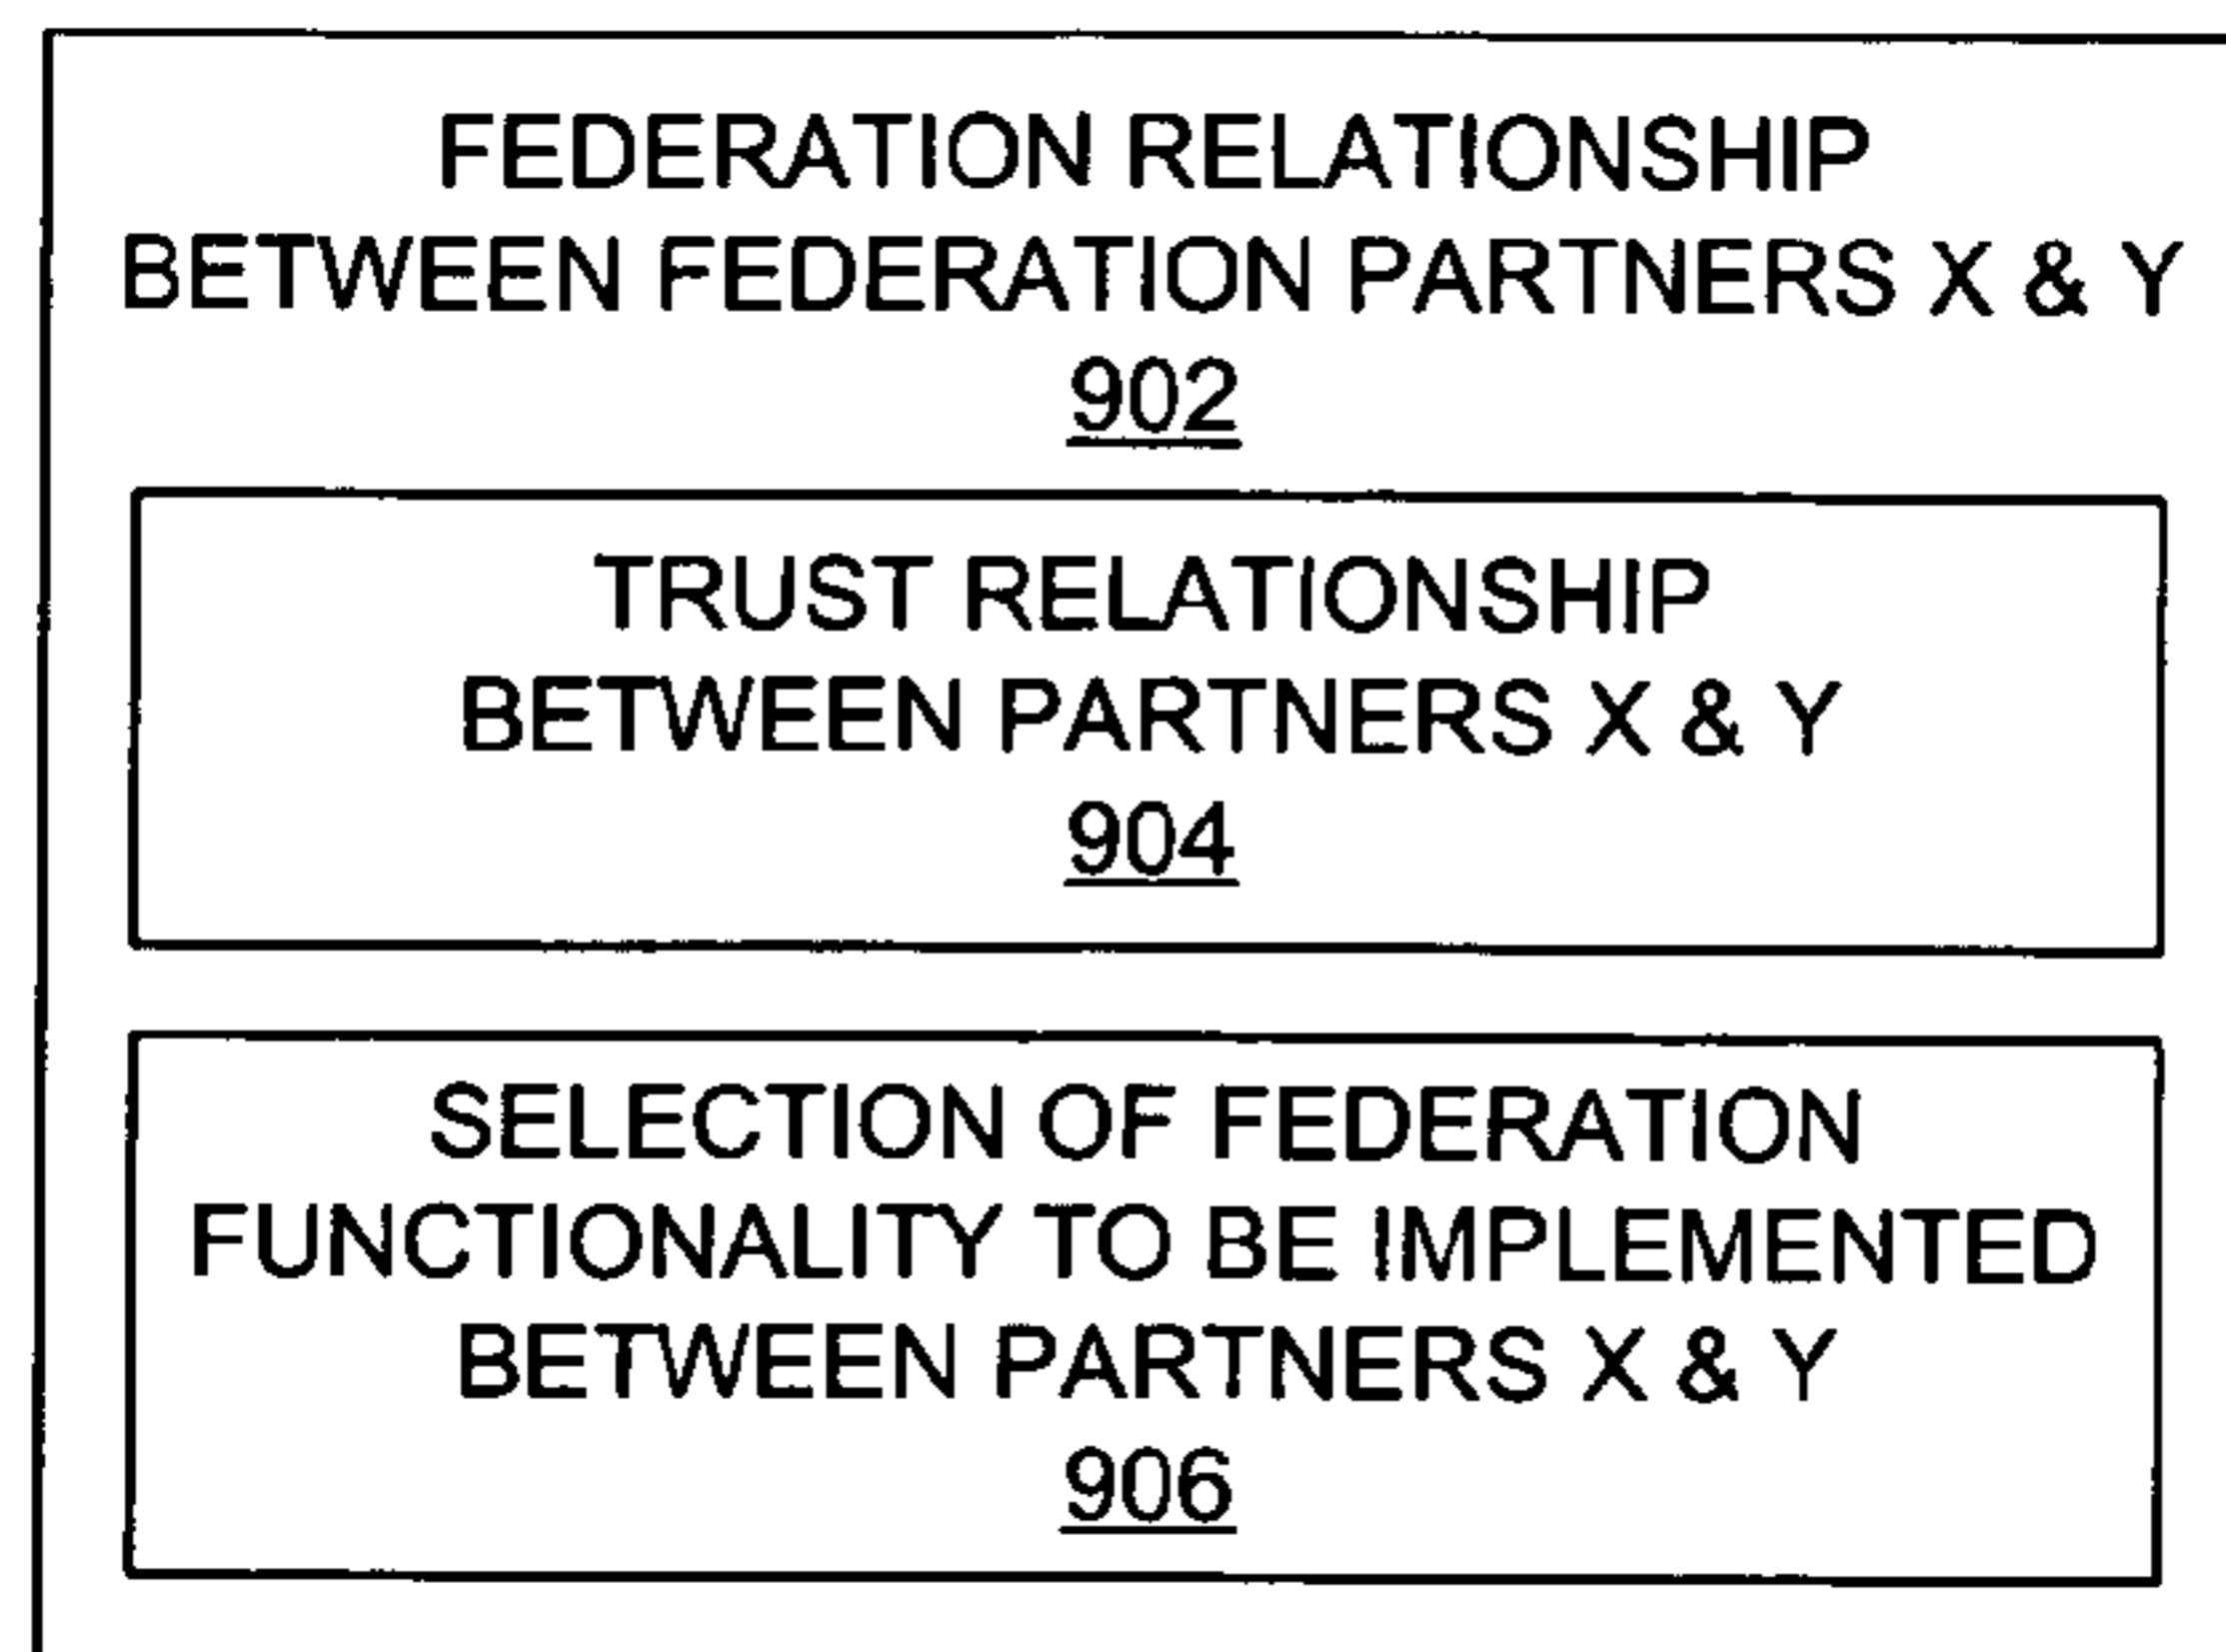 FEDERATION RELATIONSHIP
BETWEEN FEDERATION PARTNERS X & Y
902
TRUST RELATIONSHIP
BETWEEN PARTNERS X & Y
904
SELECTION OF FEDERATION
FUNCTIONALITY TO BE IMPLEMENTED
BETWEEN PARTNERS X & Y
906